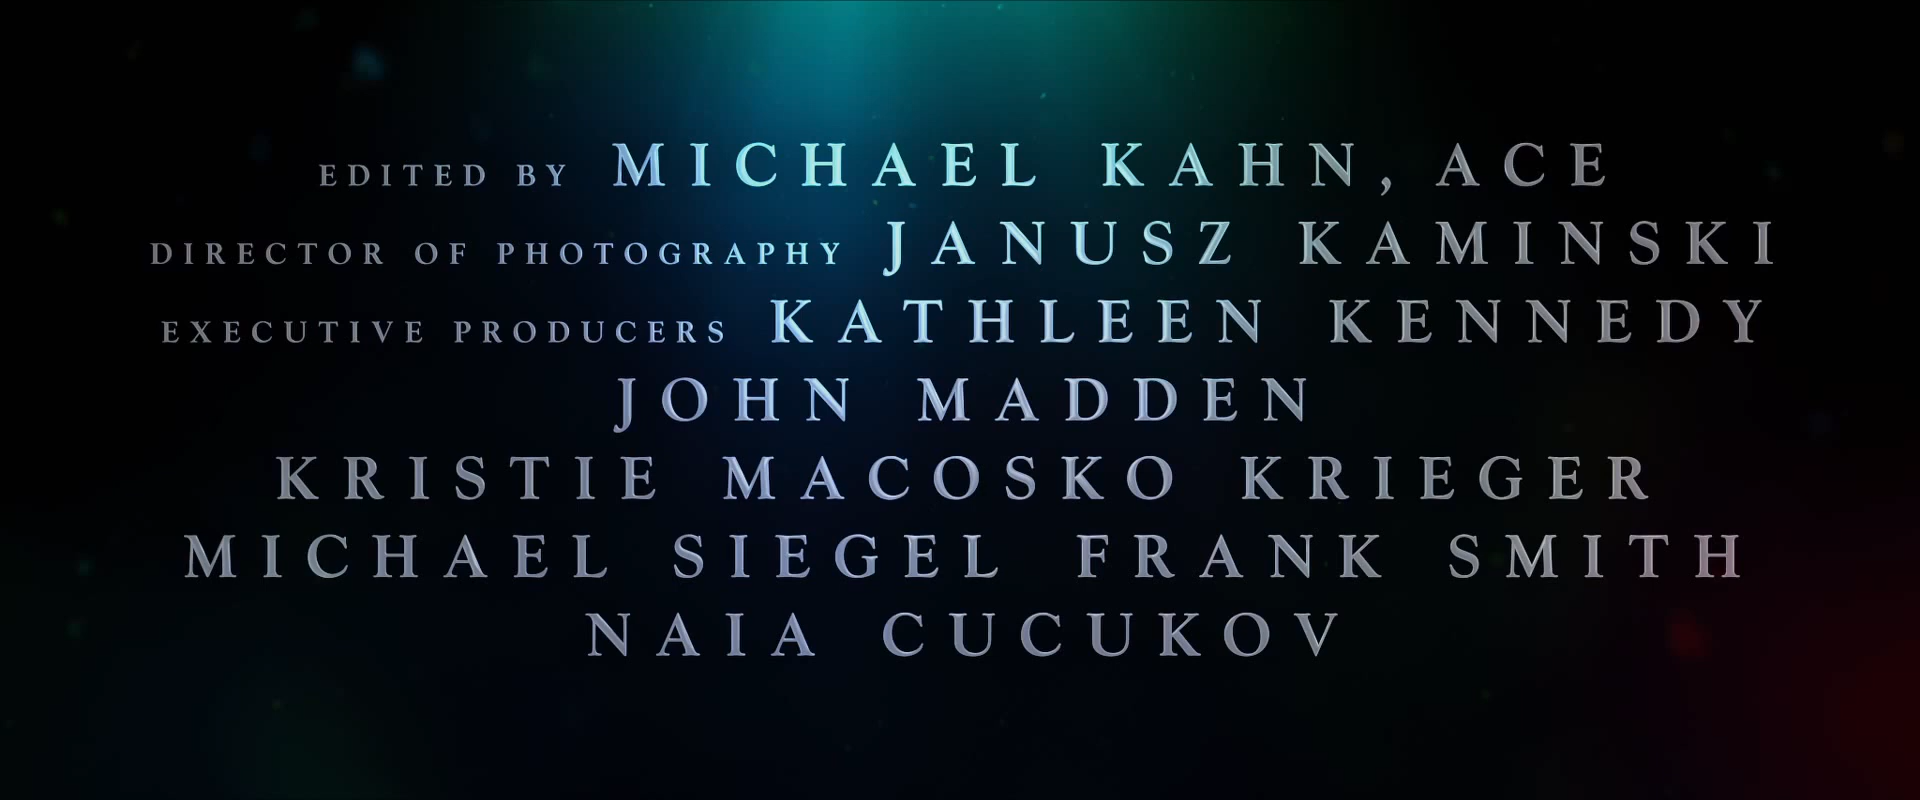 EDITED BY MICHAEL KAHN, ACE
DIRECTOR OF PHOTOGRAPHY JANUSZ KAMINSKI
EXECUTIVE PRODUCERS KATHLEEN KENNEDY
JOHN MADDEN
KRISTIE MACOSKO KRIEGER
MICHAEL SIEGEL FRANK SMITH
NAIA CUCUKOV